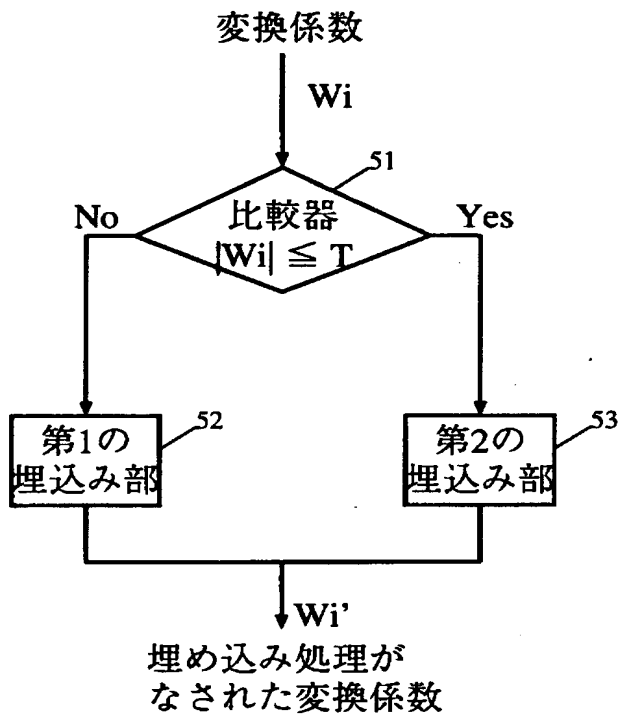 変換係数
Wi
51
No
比較器
Yes
|Wi| ≦ T
52
第1の
埋込み部
53
第2の
埋込み部
Wi'
埋め込み処理が
なされた変換係数